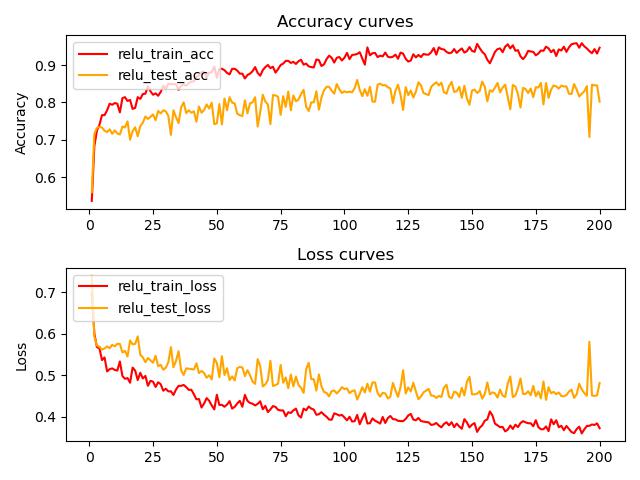 Accuracy curves
relu_train_acc
relu_test_acc
Accuracy
0.9
0.8
0.7
0.6
0 25 50 75 100 125 150 175 200
Loss curves
relu_train_loss
relu_test_loss
Loss
0.7
0.6
0.5
0.4
0 25 50 75 100 125 150 175 200